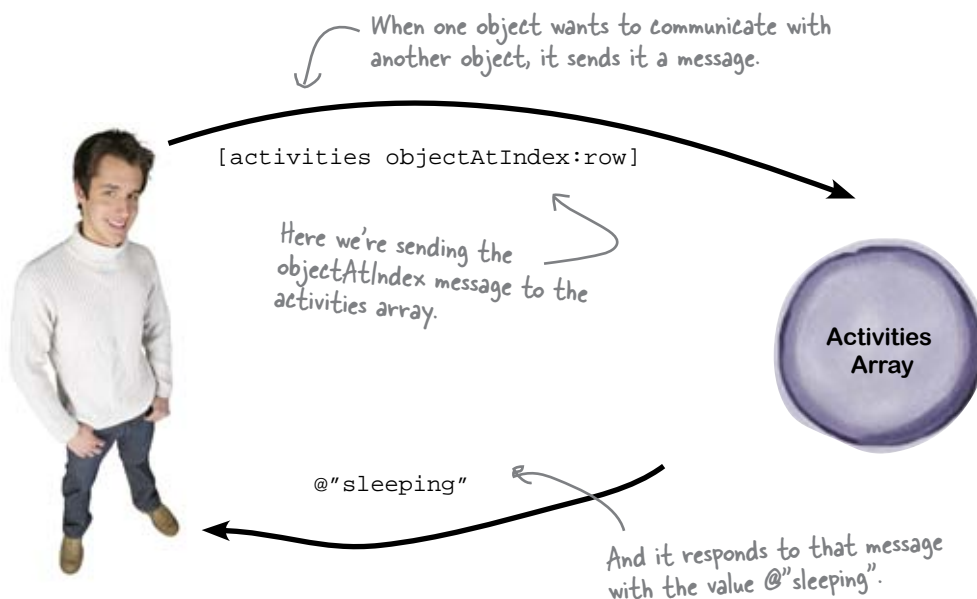 When one object wants to communicate with
another object, it sends it a message.
[activities objectAtIndex:row]
Here we're sending the
objectAtIndex message to the
activities array.
Activities
Array
@"sleeping"
And it responds to that message
with the value @"sleeping".